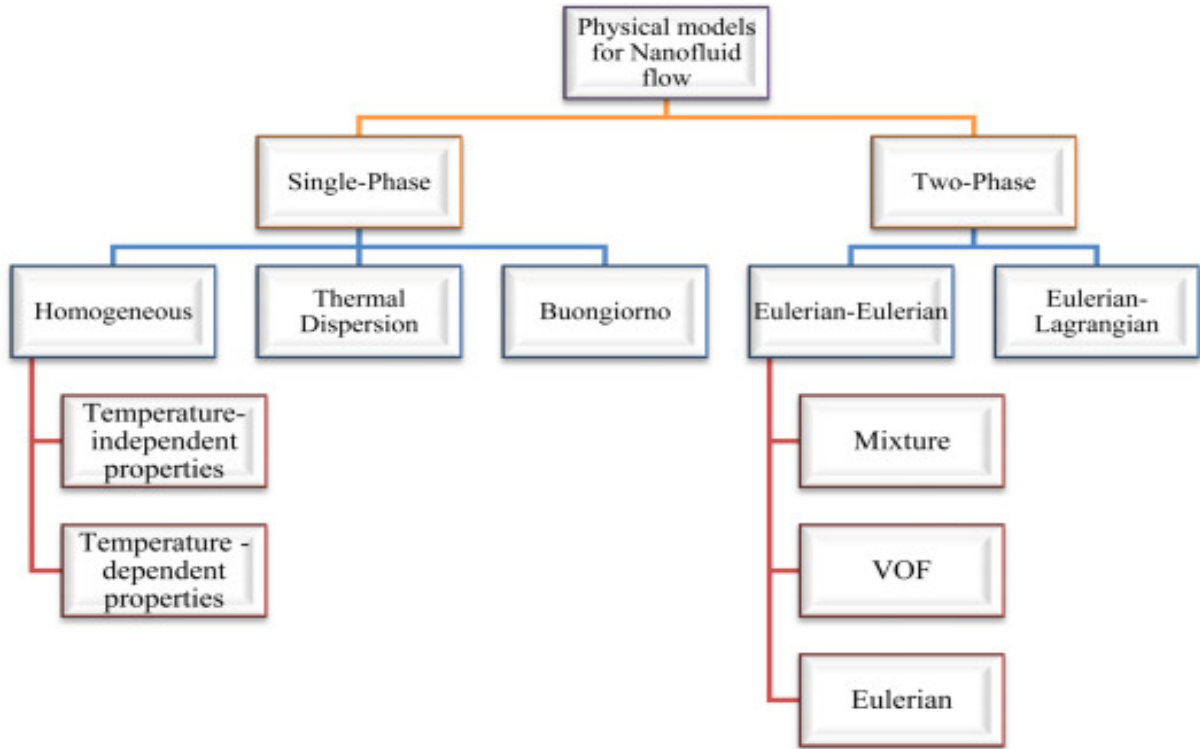 Physical models
for Nanofluid
flow
Single-Phase
Two-Phase
Homogeneous
Thermal
Dispersion
Buongiorno
Eulerian-Eulerian
Eulerian-
Lagrangian
Temperature-
independent
properties
Mixture
Temperature -
dependent
properties
VOF
Eulerian